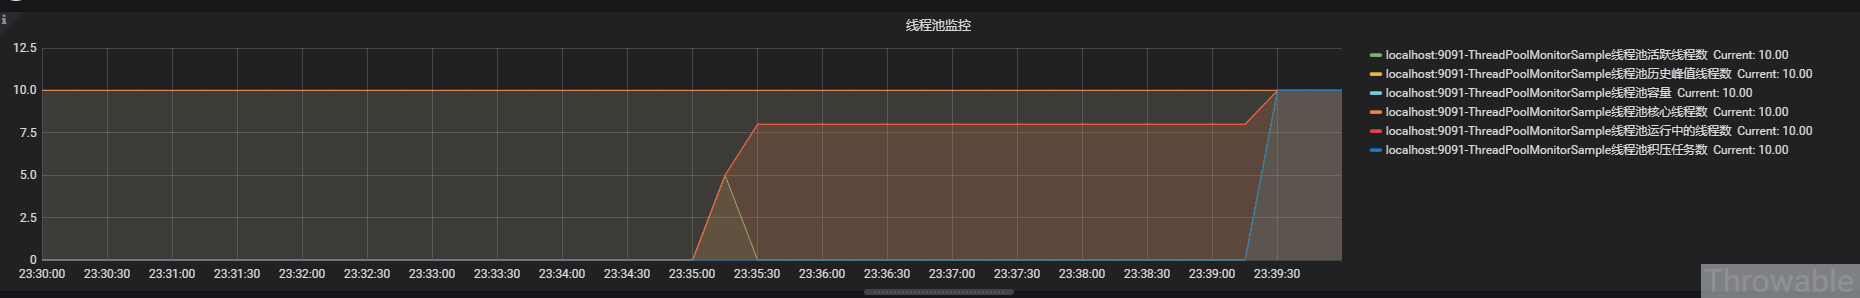 i
线程池监控
12.5
10.0
7.5
5.0
2.5
0
23:30:00 23:30:30 23:31:00 23:31:30 23:32:00 23:32:30 23:33:00 23:33:30 23:34:00 23:34:30 23:35:00 23:35:30 23:36:00 23:36:30 23:37:00 23:37:30 23:38:00 23:38:30 23:39:00 23:39:30
localhost:9091-ThreadPoolMonitorSample线程池活跃线程数 Current: 10.00
localhost:9091-ThreadPoolMonitorSample线程池历史峰值线程数 Current: 10.00
localhost:9091-ThreadPoolMonitorSample线程池容量 Current: 10.00
localhost:9091-ThreadPoolMonitorSample线程池核心线程数 Current: 10.00
localhost:9091-ThreadPoolMonitorSample线程池运行中的线程数 Current: 10.00
localhost:9091-ThreadPoolMonitorSample线程池积压任务数 Current: 10.00
Throwable